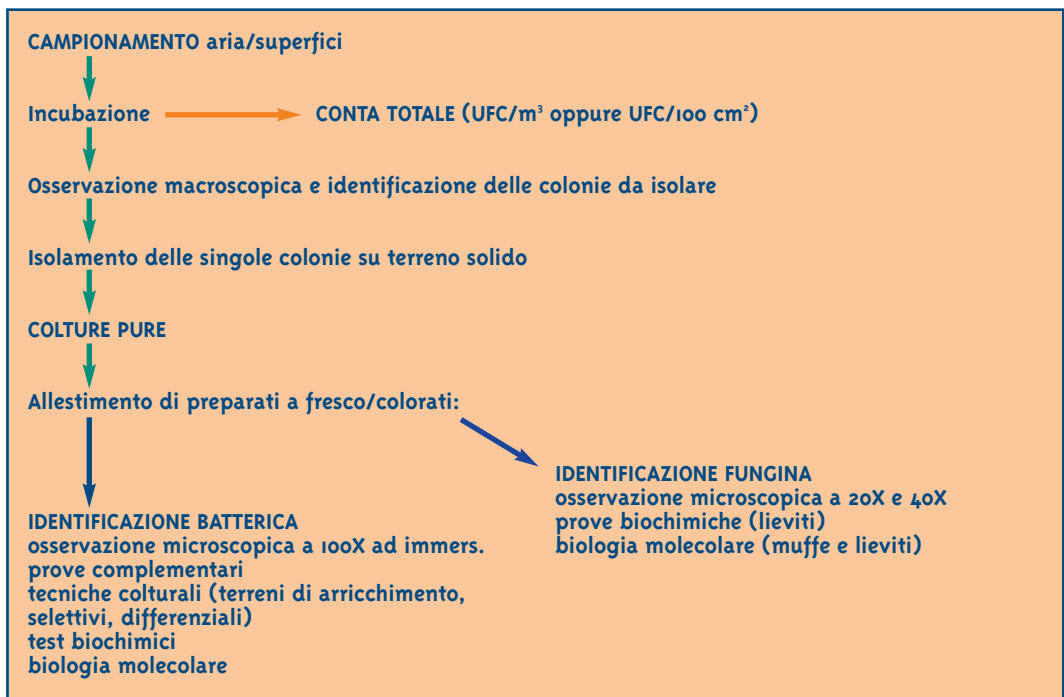 CAMPIONAMENTO aria/superfici
Incubazione
CONTA TOTALE (UFC/m³ oppure UFC/100 cm²)
Osservazione macroscopica e identificazione delle colonie da isolare
Isolamento delle singole colonie su terreno solido
COLTURE PURE
Allestimento di preparati a fresco/colorati:
IDENTIFICAZIONE BATTERICA
osservazione microscopica a 100X ad immers.
prove complementari
tecniche colturali (terreni di arricchimento,
selettivi, differenziali)
test biochimici
biologia molecolare
IDENTIFICAZIONE FUNGINA
osservazione microscopica a 20X e 40X
prove biochimiche (lieviti)
biologia molecolare (muffe e lieviti)